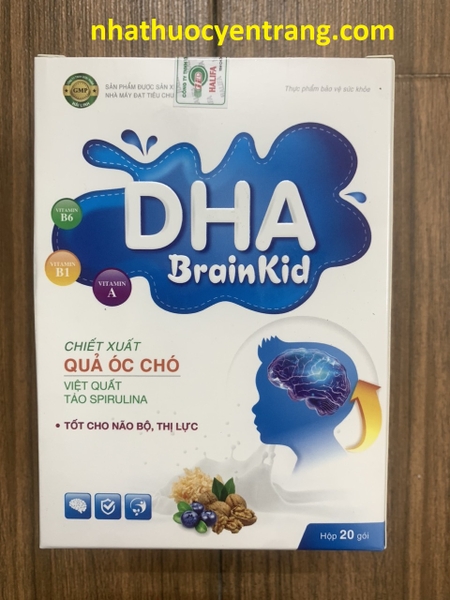 nhathuocyentrang.com
GMP
SẢN PHẨM ĐƯỢC SẢN X
NHÀ MÁY ĐẠT TIÊU CHU
HALIFA
Thực phẩm bảo vệ sức khỏe
DHA
BrainKid
VITAMIN
B6
VITAMIN
B1
VITAMIN
A
CHIẾT XUẤT
QUẢ ÓC CHÓ
VIỆT QUẤT
TẢO SPIRULINA
• TỐT CHO NÃO BỘ, THỊ LỰC
Hộp 20 gói